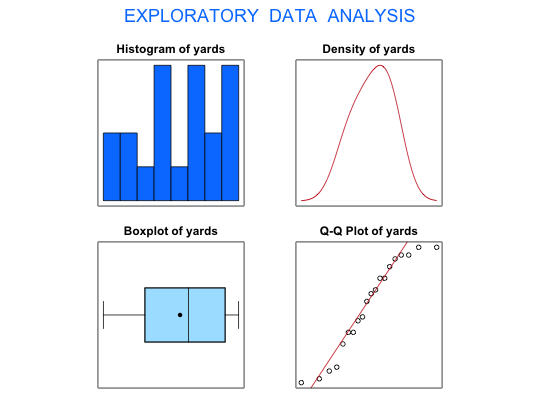 EXPLORATORY DATA ANALYSIS
Histogram of yards
Density of yards
Boxplot of yards
Q-Q Plot of yards